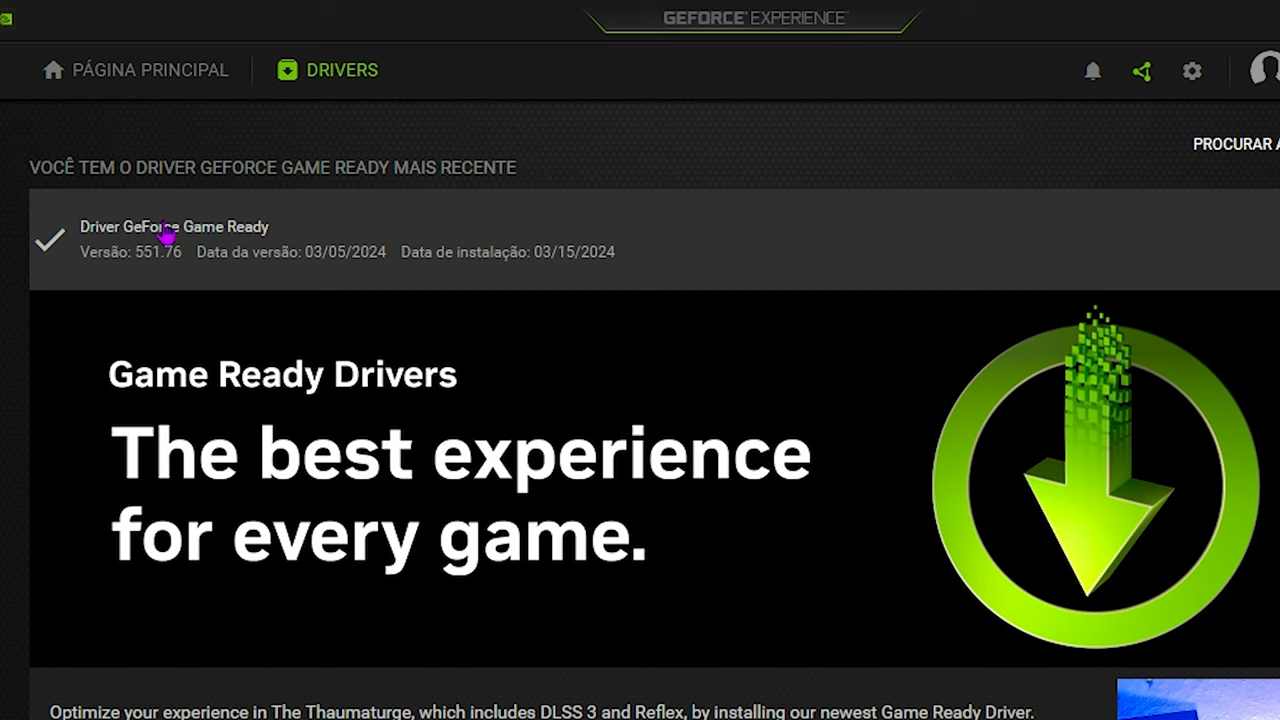 GEFORCE EXPERIENCE
PÁGINA PRINCIPAL
DRIVERS
PROCURAR
VOCÊ TEM O DRIVER GEFORCE GAME READY MAIS RECENTE
Driver GeForce Game Ready
Versão: 551.76 Data da versão: 03/05/2024 Data de instalação: 03/15/2024
Game Ready Drivers
The best experience
for every game.
Optimize your experience in The Thaumaturge, which includes DLSS 3 and Reflex, by installing our newest Game Ready Driver.